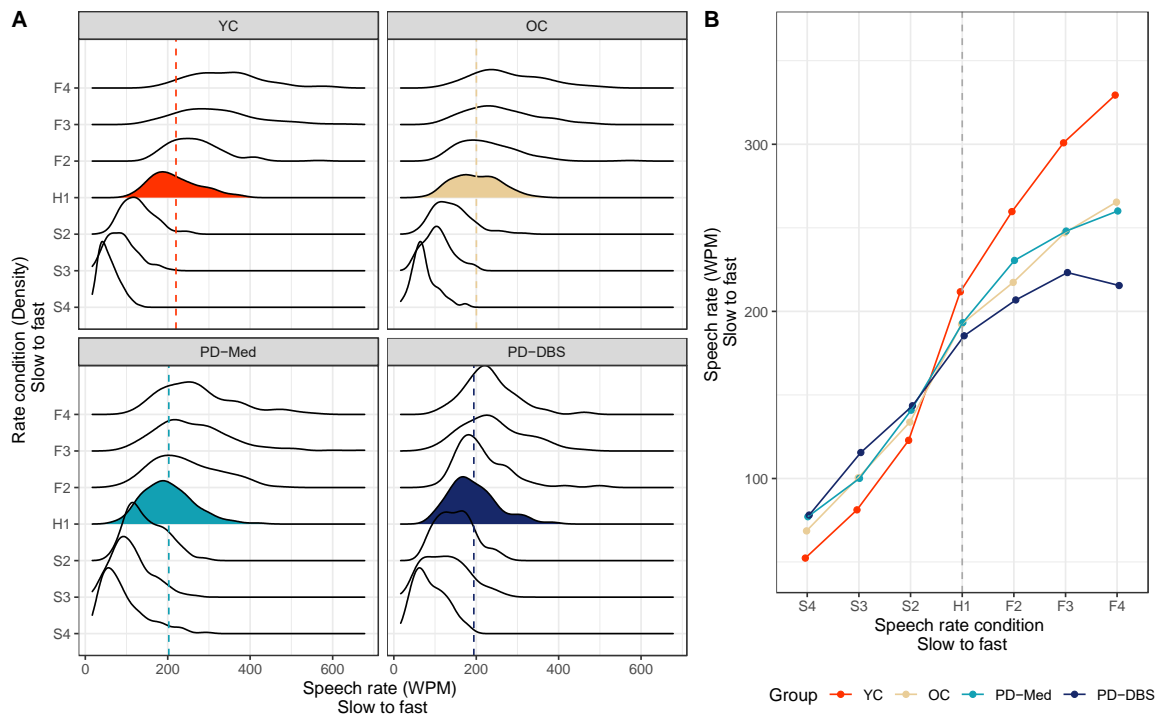 A
YC
OC
F4
F3
F2
H1
S2
S3
S4
PD−Med
PD−DBS
F4
F3
F2
H1
S2
S3
S4
Rate condition (Density)
Slow to fast
0 200 400 600
0 200 400 600
Speech rate (WPM)
Slow to fast
B
300
200
100
Speech rate (WPM)
Slow to fast
S4 S3 S2 H1 F2 F3 F4
Speech rate condition
Slow to fast
Group YC OC PD−Med PD−DBS